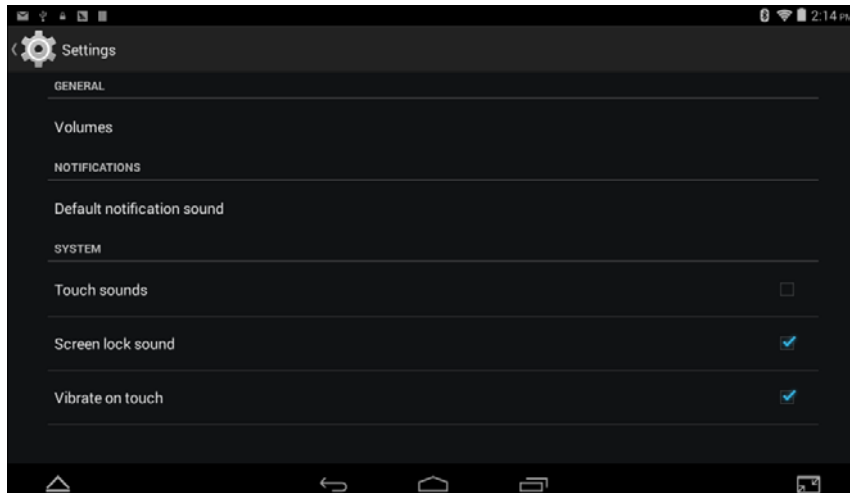 2:14 PM
Settings
GENERAL
Volumes
NOTIFICATIONS
Default notification sound
SYSTEM
Touch sounds
Screen lock sound
Vibrate on touch